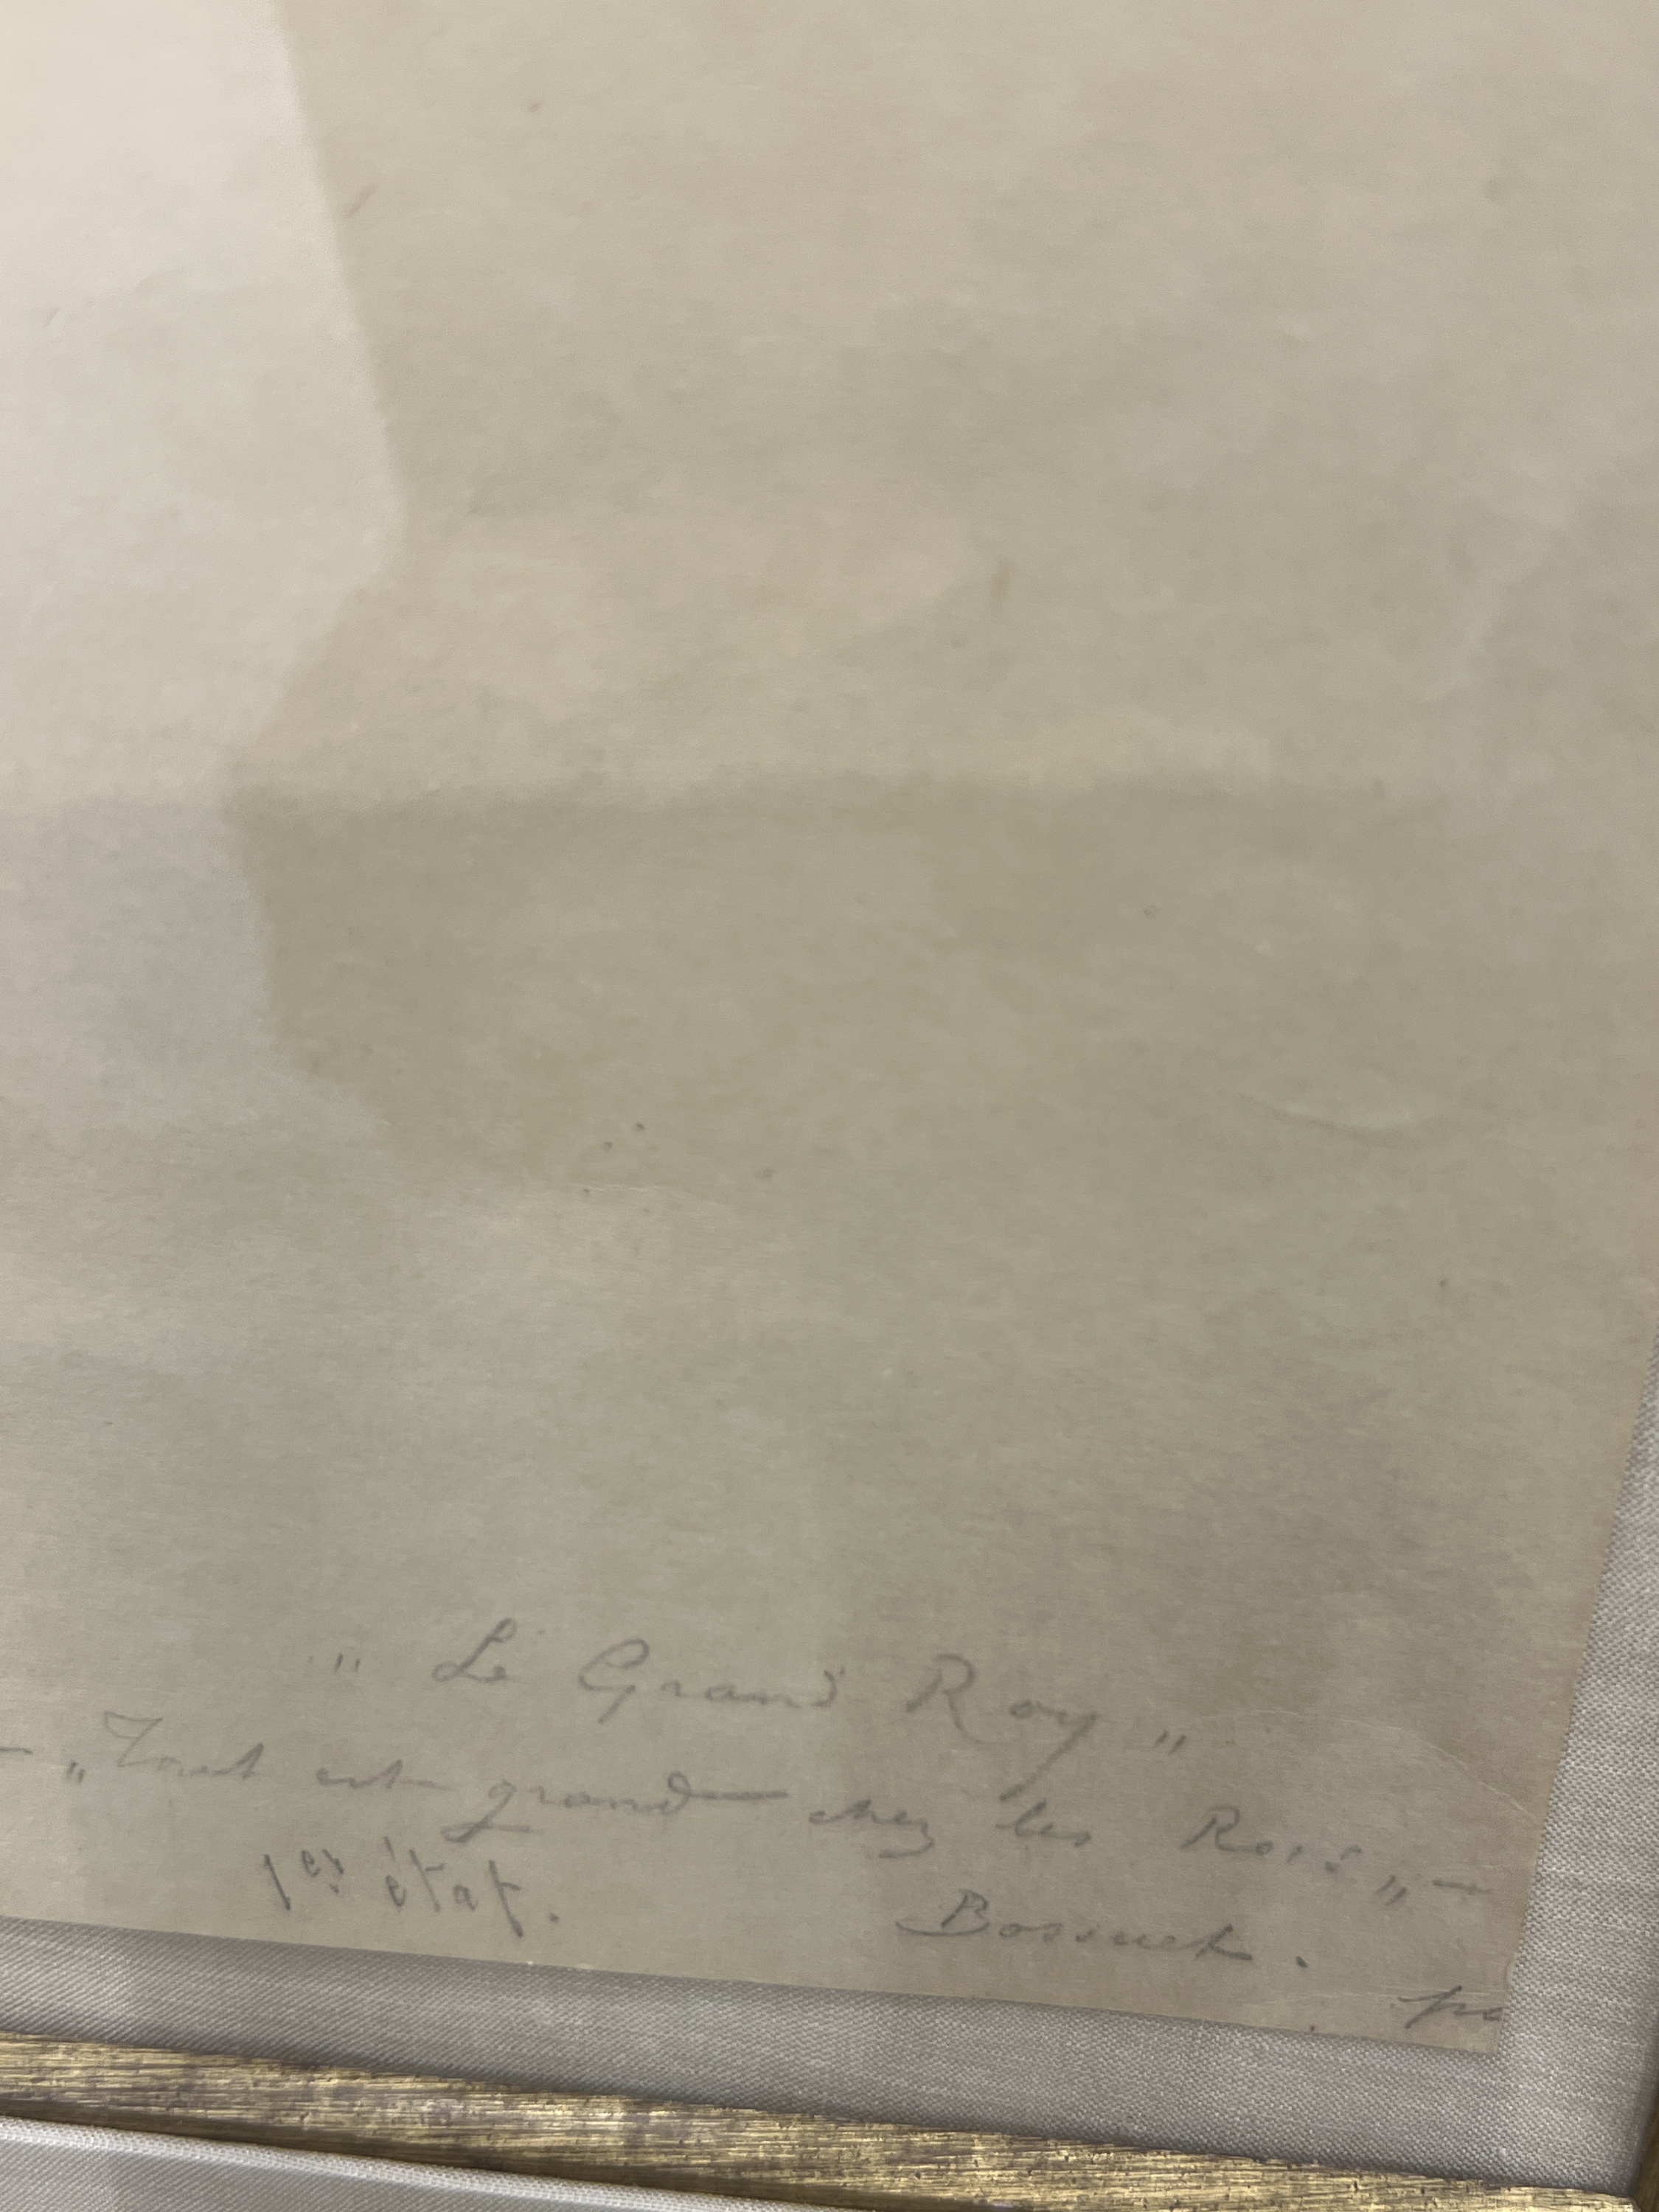 " Le Grand Roy "
— „Tout est grand chez les Rois„ —
1er état.
Bossuet.